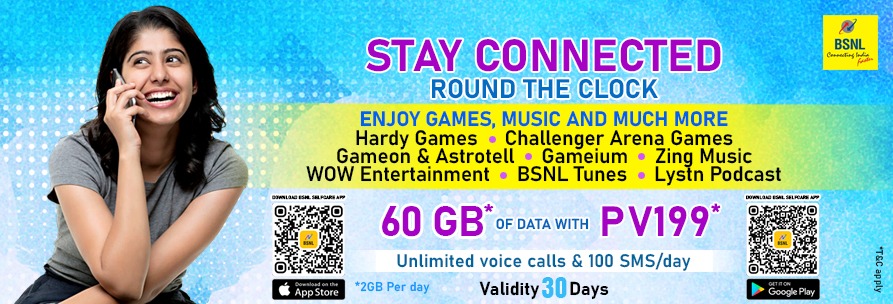 STAY CONNECTED
ROUND THE CLOCK
BSNL
Connecting India
Faster
ENJOY GAMES, MUSIC AND MUCH MORE
Hardy Games • Challenger Arena Games
Gameon & Astrotell • Gameium • Zing Music
WOW Entertainment • BSNL Tunes • Lystn Podcast
DOWNLOAD BSNL SELFCARE APP
BSNL
Download on the
App Store
60 GB* OF DATA WITH PV199*
Unlimited voice calls & 100 SMS/day
*2GB Per day
Validity 30 Days
DOWNLOAD BSNL SELFCARE APP
BSNL
GET IT ON
Google Play
*T&C apply